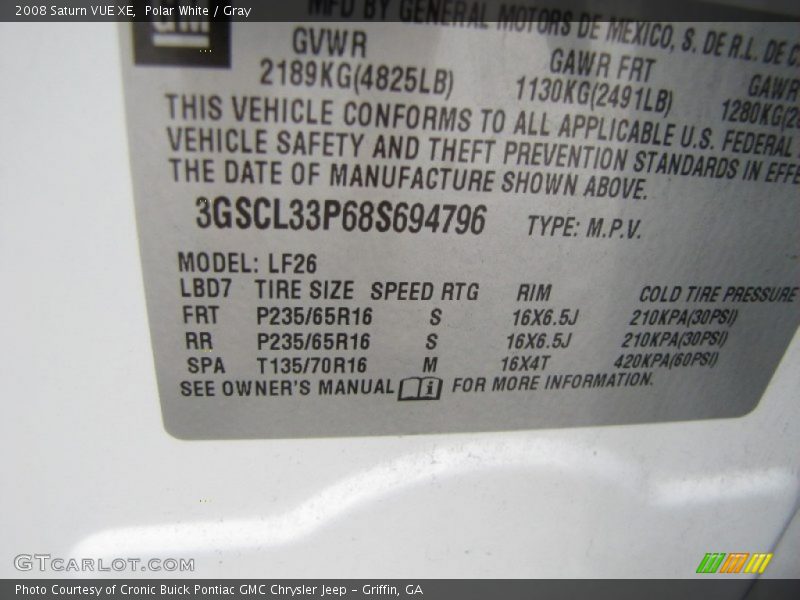 2008 Saturn VUE XE, Polar White / Gray
GM
MFD BY GENERAL MOTORS DE MEXICO, S. DE R.L. DE C.
GVWR GAWR FRT GAWR
2189KG(4825LB) 1130KG(2491LB) 1280KG(28
THIS VEHICLE CONFORMS TO ALL APPLICABLE U.S. FEDERAL
VEHICLE SAFETY AND THEFT PREVENTION STANDARDS IN EFFE
THE DATE OF MANUFACTURE SHOWN ABOVE.
3GSCL33P68S694796 TYPE: M.P.V.
MODEL: LF26
LBD7 TIRE SIZE SPEED RTG RIM COLD TIRE PRESSURE
FRT P235/65R16 S 16X6.5J 210KPA(30PSI)
RR P235/65R16 S 16X6.5J 210KPA(30PSI)
SPA T135/70R16 M 16X4T 420KPA(60PSI)
SEE OWNER'S MANUAL i FOR MORE INFORMATION.
GTCARLOT.COM
Photo Courtesy of Cronic Buick Pontiac GMC Chrysler Jeep - Griffin, GA